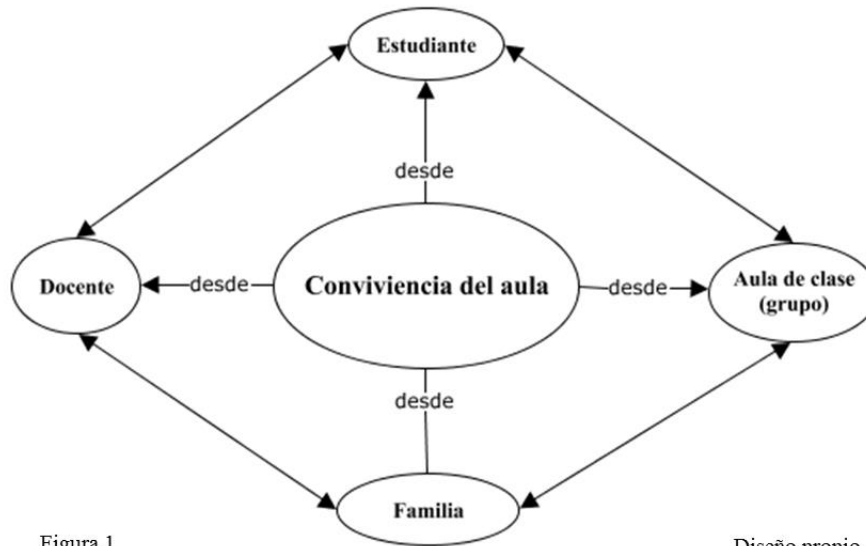 Estudiante
desde
Docente
desde
Conviviencia del aula
desde
Aula de clase
(grupo)
desde
Familia
Figura 1
Diseño propio